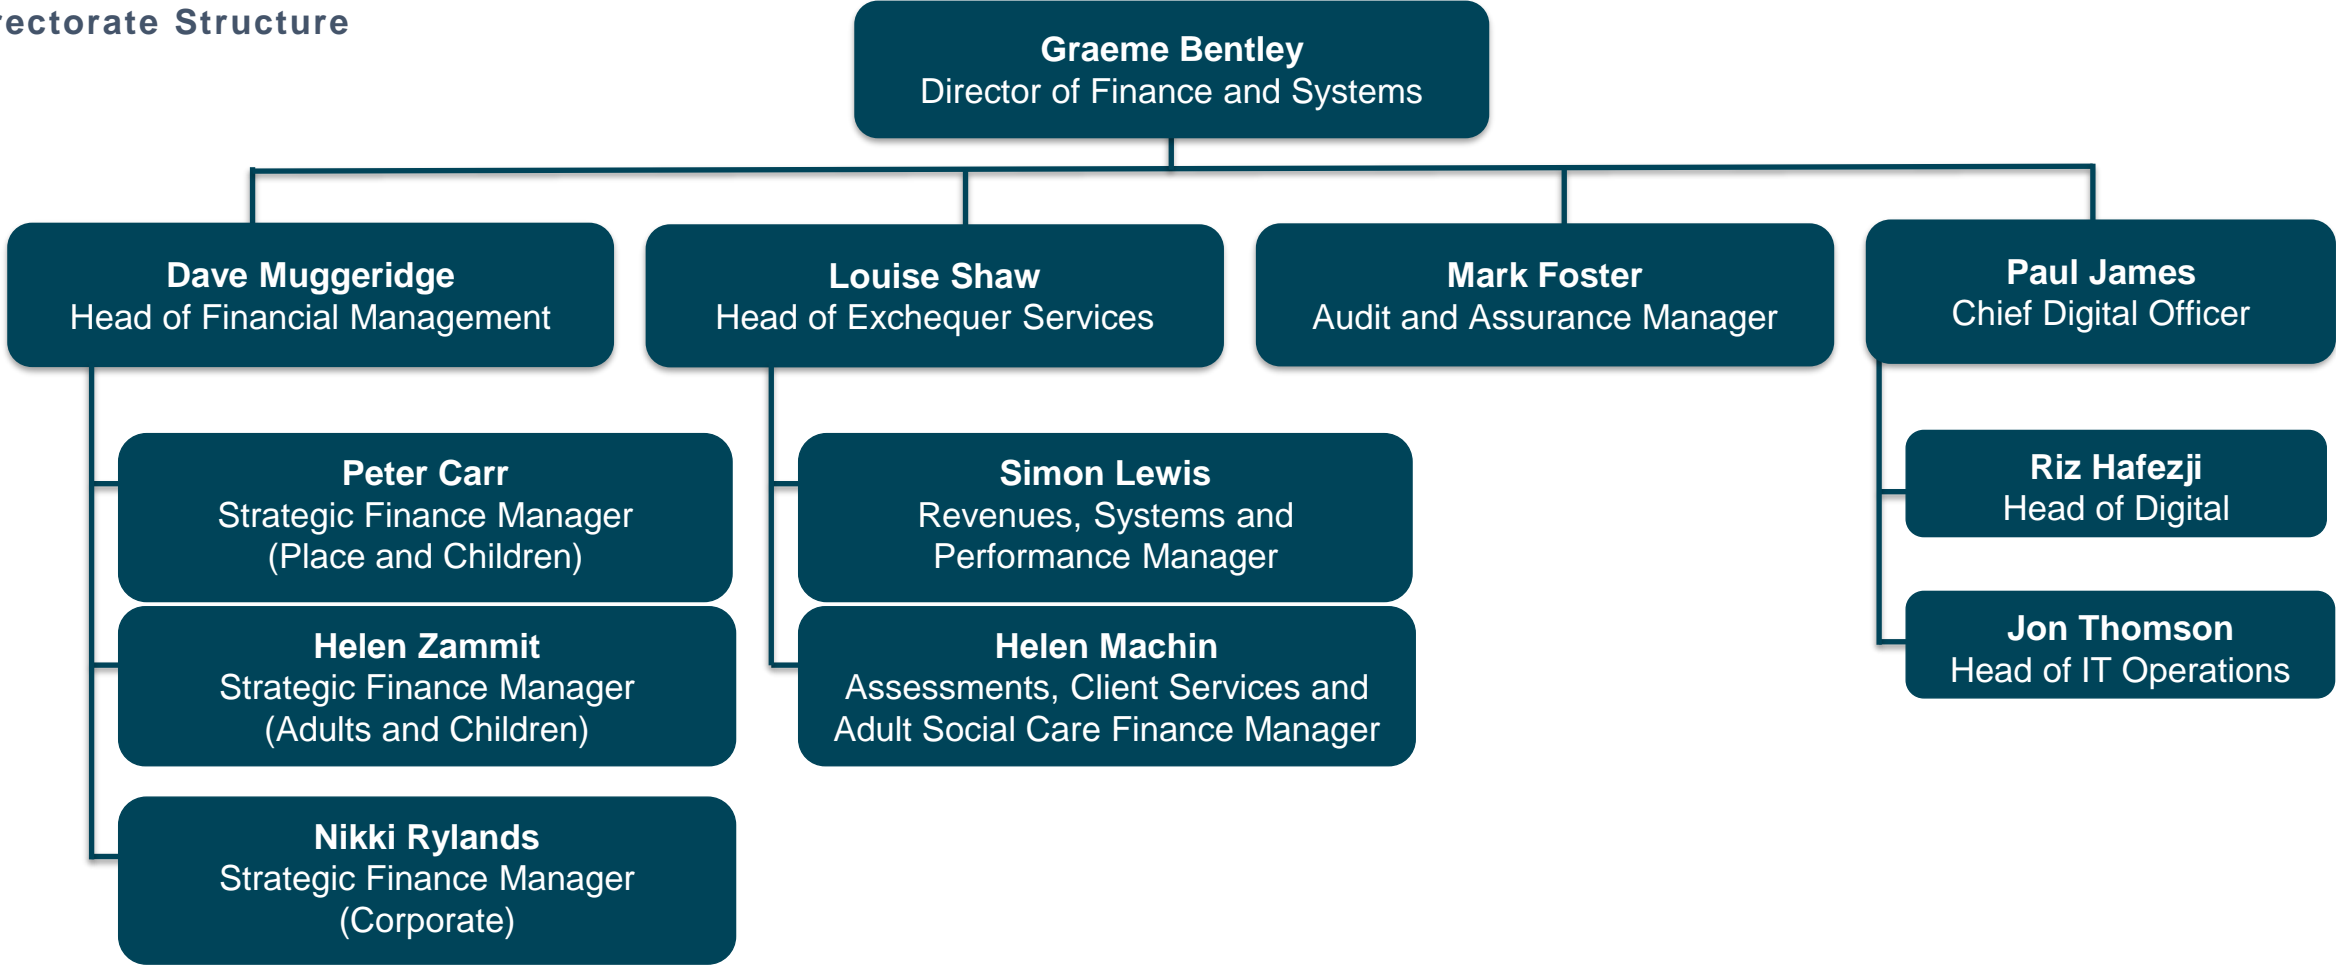 Structure
Graeme Bentley
Director of Finance and Systems
Dave Muggeridge
Head of Financial Management
Louise Shaw
Head of Exchequer Services
Mark Foster
Audit and Assurance Manager
Paul James
Chief Digital Officer
Peter Carr
Strategic Finance Manager
(Place and Children)
Helen Zammit
Strategic Finance Manager
(Adults and Children)
Nikki Rylands
Strategic Finance Manager
(Corporate)
Simon Lewis
Revenues, Systems and
Performance Manager
Helen Machin
Assessments, Client Services and
Adult Social Care Finance Manager
Riz Hafezji
Head of Digital
Jon Thomson
Head of IT Operations